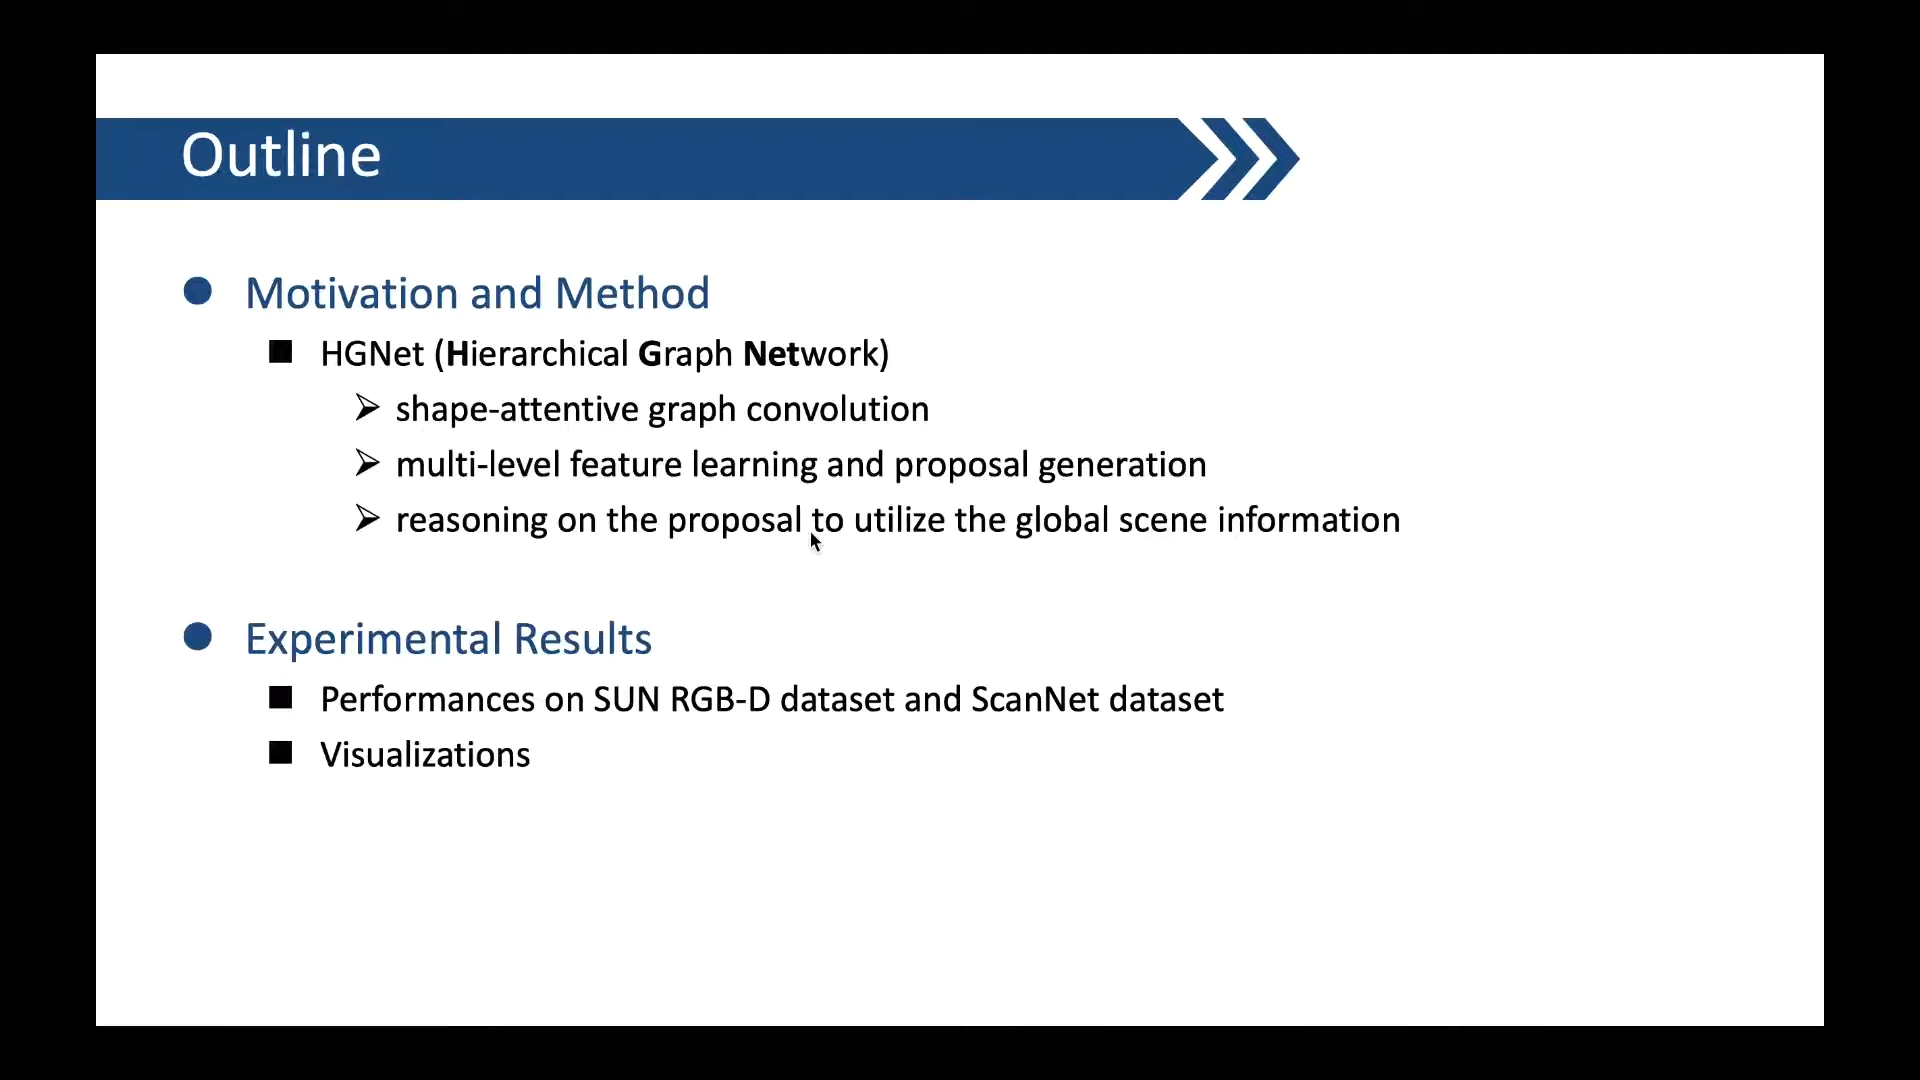 Outline
Motivation and Method
HGNet (Hierarchical Graph Network)
shape-attentive graph convolution
multi-level feature learning and proposal generation
reasoning on the proposal to utilize the global scene information
Experimental Results
Performances on SUN RGB-D dataset and ScanNet dataset
Visualizations